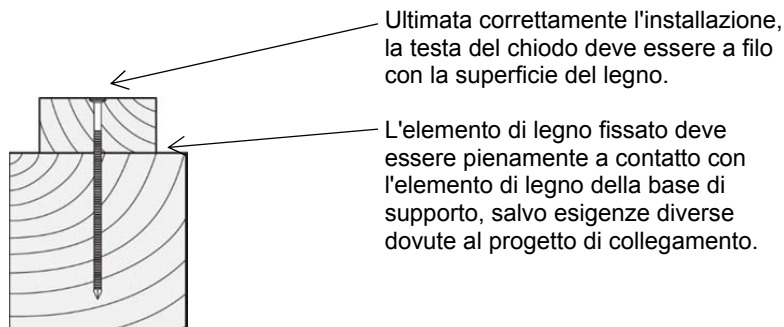 Ultimata correttamente l'installazione,
la testa del chiodo deve essere a filo
con la superficie del legno.
L'elemento di legno fissato deve
essere pienamente a contatto con
l'elemento di legno della base di
supporto, salvo esigenze diverse
dovute al progetto di collegamento.